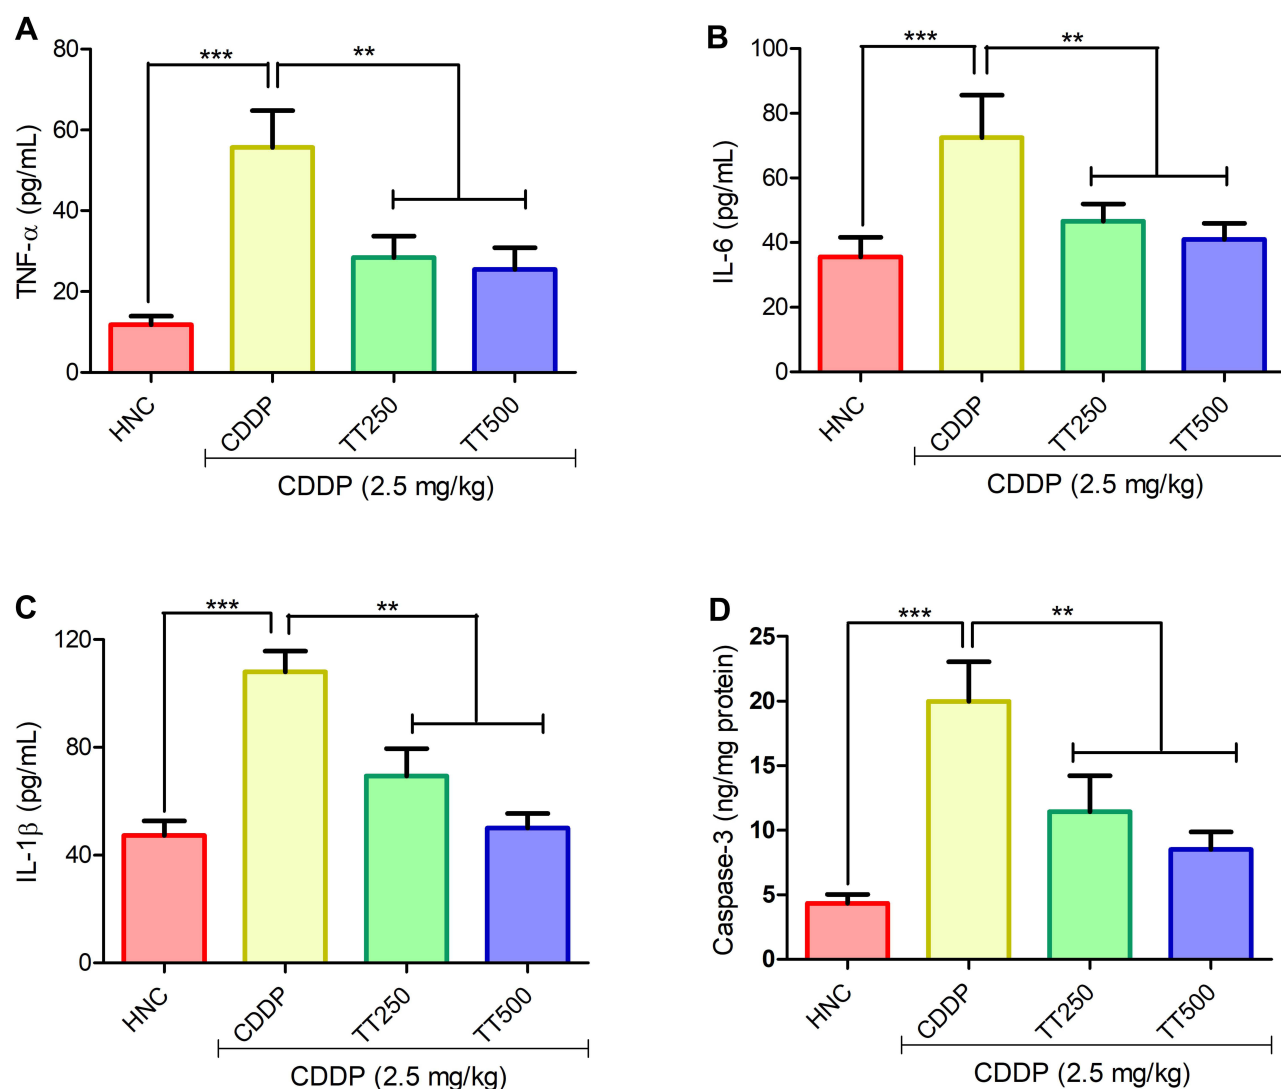 A
TNF-α (pg/mL)
80
60
40
20
0
***
**
HNC
CDDP
TT250
TT500
CDDP (2.5 mg/kg)
B
IL-6 (pg/mL)
100
80
60
40
20
0
***
**
HNC
CDDP
TT250
TT500
CDDP (2.5 mg/kg)
C
IL-1β (pg/mL)
120
80
40
0
***
**
HNC
CDDP
TT250
TT500
CDDP (2.5 mg/kg)
D
Caspase-3 (ng/mg protein)
25
20
15
10
5
0
***
**
HNC
CDDP
TT250
TT500
CDDP (2.5 mg/kg)